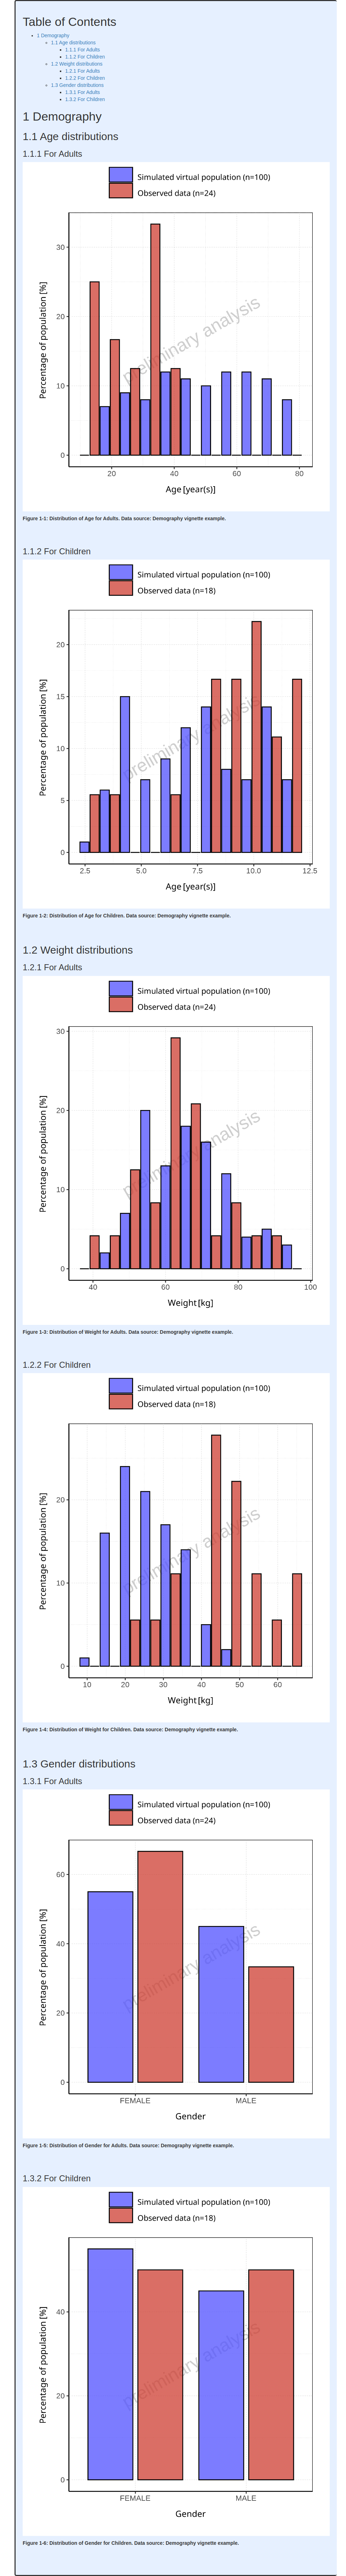 Table of Contents
1 Demography
1.1 Age distributions
1.1.1 For Adults
1.1.2 For Children
1.2 Weight distributions
1.2.1 For Adults
1.2.2 For Children
1.3 Gender distributions
1.3.1 For Adults
1.3.2 For Children
1 Demography
1.1 Age distributions
1.1.1 For Adults
Simulated virtual population (n=100)
Observed data (n=24)
Percentage of population [%]
30
20
10
0
preliminary analysis
20 40 60 80
Age [year(s)]
Figure 1-1: Distribution of Age for Adults. Data source: Demography vignette example.
1.1.2 For Children
Simulated virtual population (n=100)
Observed data (n=18)
Percentage of population [%]
20
15
10
5
0
preliminary analysis
2.5 5.0 7.5 10.0 12.5
Age [year(s)]
Figure 1-2: Distribution of Age for Children. Data source: Demography vignette example.
1.2 Weight distributions
1.2.1 For Adults
Simulated virtual population (n=100)
Observed data (n=24)
Percentage of population [%]
30
20
10
0
preliminary analysis
40 60 80 100
Weight [kg]
Figure 1-3: Distribution of Weight for Adults. Data source: Demography vignette example.
1.2.2 For Children
Simulated virtual population (n=100)
Observed data (n=18)
Percentage of population [%]
20
10
0
preliminary analysis
10 20 30 40 50 60
Weight [kg]
Figure 1-4: Distribution of Weight for Children. Data source: Demography vignette example.
1.3 Gender distributions
1.3.1 For Adults
Simulated virtual population (n=100)
Observed data (n=24)
Percentage of population [%]
60
40
20
0
preliminary analysis
FEMALE MALE
Gender
Figure 1-5: Distribution of Gender for Adults. Data source: Demography vignette example.
1.3.2 For Children
Simulated virtual population (n=100)
Observed data (n=18)
Percentage of population [%]
40
20
0
preliminary analysis
FEMALE MALE
Gender
Figure 1-6: Distribution of Gender for Children. Data source: Demography vignette example.